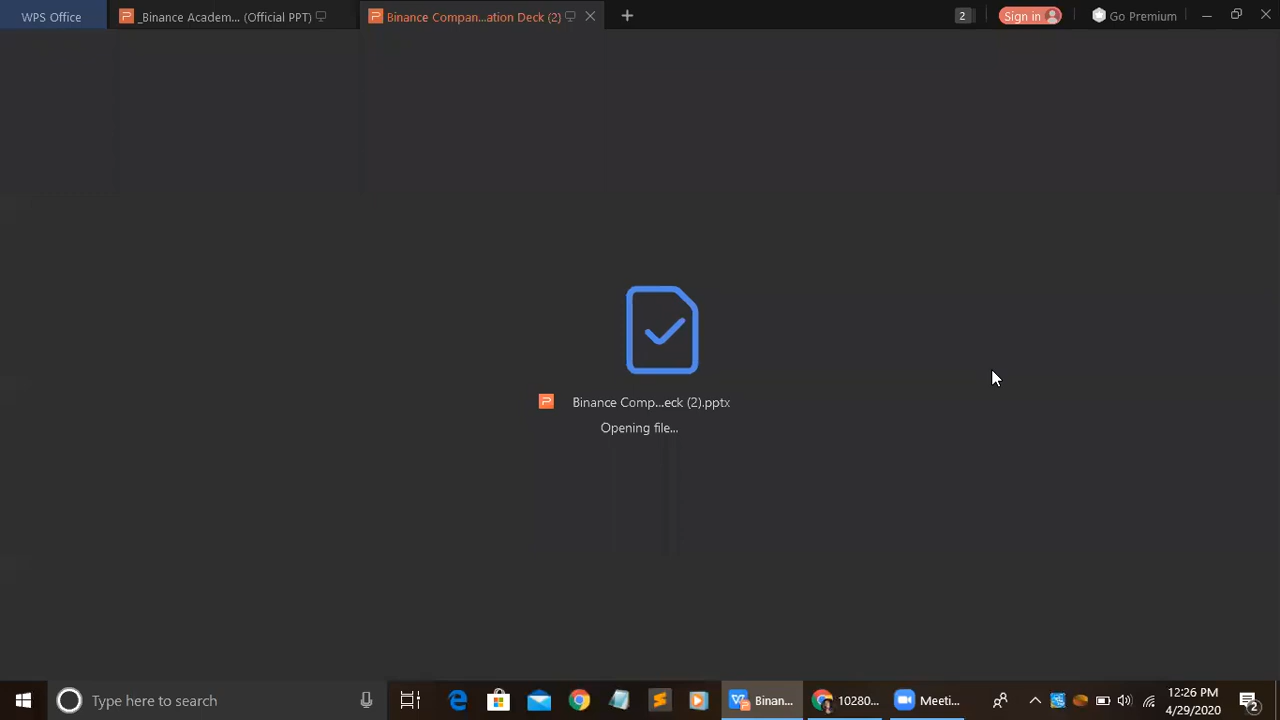 WPS Office
_Binance Academ... (Official PPT)
Binance Compan...ation Deck (2)
2
Sign in
Go Premium
Binance Comp...eck (2).pptx
Opening file...
Type here to search
Binan...
10280...
Meeti...
12:26 PM
4/29/2020
2